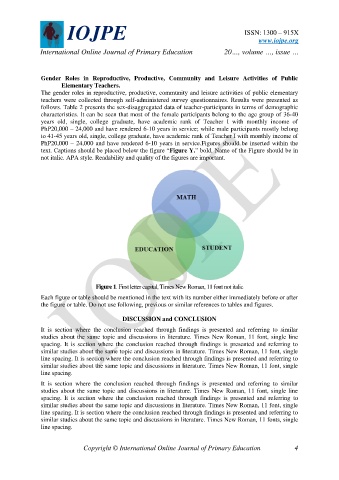 IOJPE
ISSN: 1300 – 915X
www.iojpe.org
International Online Journal of Primary Education 20…, volume …, issue …
Gender Roles in Reproductive, Productive, Community and Leisure Activities of Public
Elementary Teachers.
The gender roles in reproductive, productive, community and leisure activities of public elementary
teachers were collected through self-administered survey questionnaires. Results were presented as
follows. Table 2 presents the sex-disaggregated data of teacher-participants in terms of demographic
characteristics. It can be seen that most of the female participants belong to the age group of 36-40
years old, single, college graduate, have academic rank of Teacher 1 with monthly income of
PhP20,000 – 24,000 and have rendered 6-10 years in service; while male participants mostly belong
to 41-45 years old, single, college graduate, have academic rank of Teacher I with monthly income of
PhP20,000 – 24,000 and have rendered 6-10 years in service.Figures should be inserted within the
text. Captions should be placed below the figure “Figure Y.” bold. Name of the Figure should be in
not italic. APA style. Readability and quality of the figures are important.
MATH
EDUCATION
STUDENT
Figure 1. First letter capital, Times New Roman, 11 font not italic
Each figure or table should be mentioned in the text with its number either immediately before or after
the figure or table. Do not use following, previous or similar references to tables and figures.
DISCUSSION and CONCLUSION
It is section where the conclusion reached through findings is presented and referring to similar
studies about the same topic and discussions in literature. Times New Roman, 11 font, single line
spacing. It is section where the conclusion reached through findings is presented and referring to
similar studies about the same topic and discussions in literature. Times New Roman, 11 font, single
line spacing. It is section where the conclusion reached through findings is presented and referring to
similar studies about the same topic and discussions in literature. Times New Roman, 11 font, single
line spacing.
It is section where the conclusion reached through findings is presented and referring to similar
studies about the same topic and discussions in literature. Times New Roman, 11 font, single line
spacing. It is section where the conclusion reached through findings is presented and referring to
similar studies about the same topic and discussions in literature. Times New Roman, 11 font, single
line spacing. It is section where the conclusion reached through findings is presented and referring to
similar studies about the same topic and discussions in literature. Times New Roman, 11 fonts, single
line spacing.
Copyright © International Online Journal of Primary Education 4
IOJPE